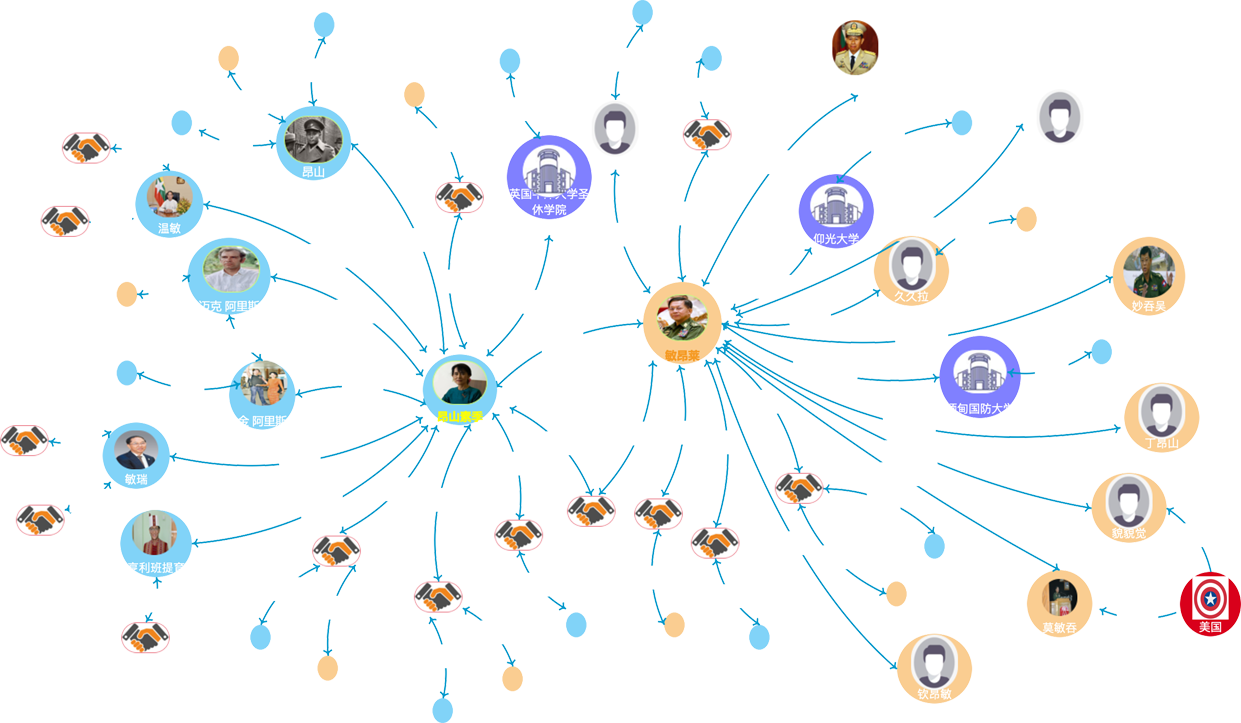 昂山
英国牛津大学圣
休学院
温敏
仰光大学
久久拉
迈克 阿里斯
妙吞吴
敏昂莱
昂山素季
金 阿里斯
缅甸国防大学
丁昂山
敏瑞
貌貌觉
亨利班提育
莫敏吞
美国
钦昂敏